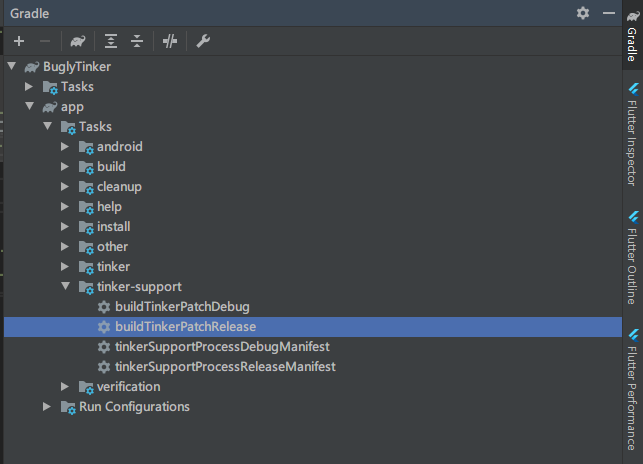 Gradle
BuglyTinker
Tasks
app
Tasks
android
build
cleanup
help
install
other
tinker
tinker-support
buildTinkerPatchDebug
buildTinkerPatchRelease
tinkerSupportProcessDebugManifest
tinkerSupportProcessReleaseManifest
verification
Run Configurations
Gradle
Flutter Inspector
Flutter Outline
Flutter Performance